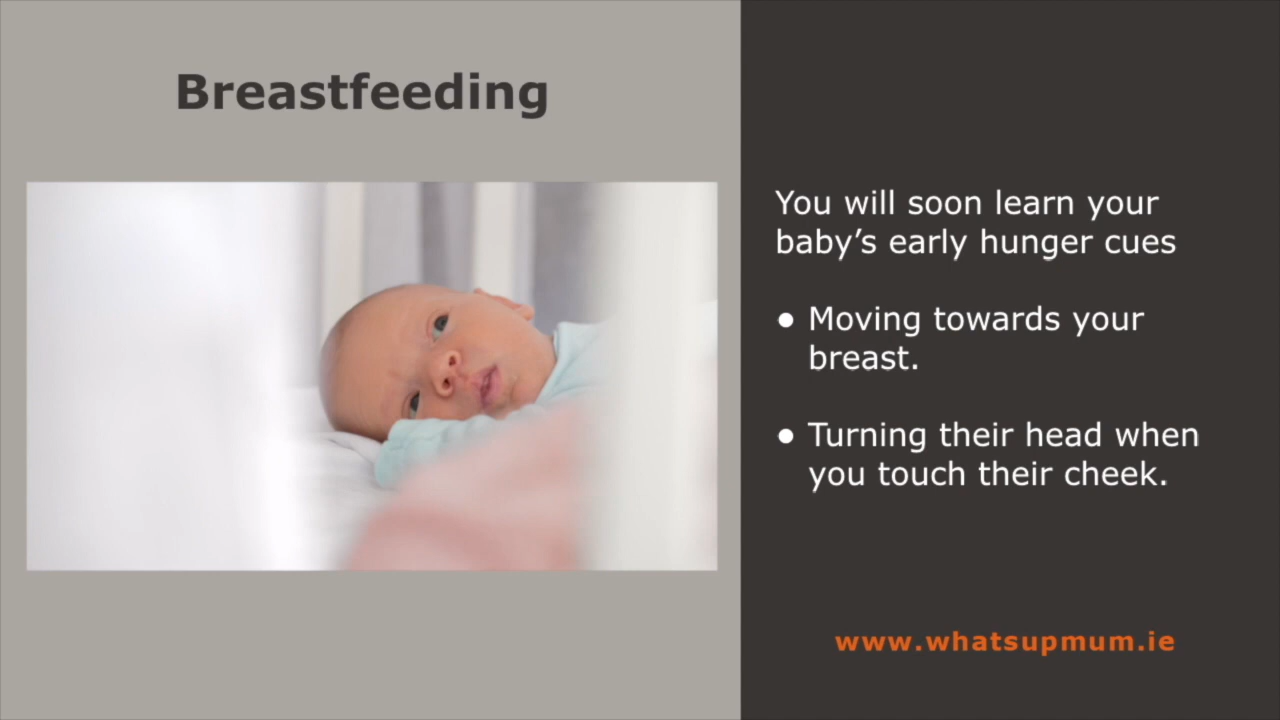 Breastfeeding
You will soon learn your
baby’s early hunger cues
● Moving towards your
breast.
● Turning their head when
you touch their cheek.
www.whatsupmum.ie